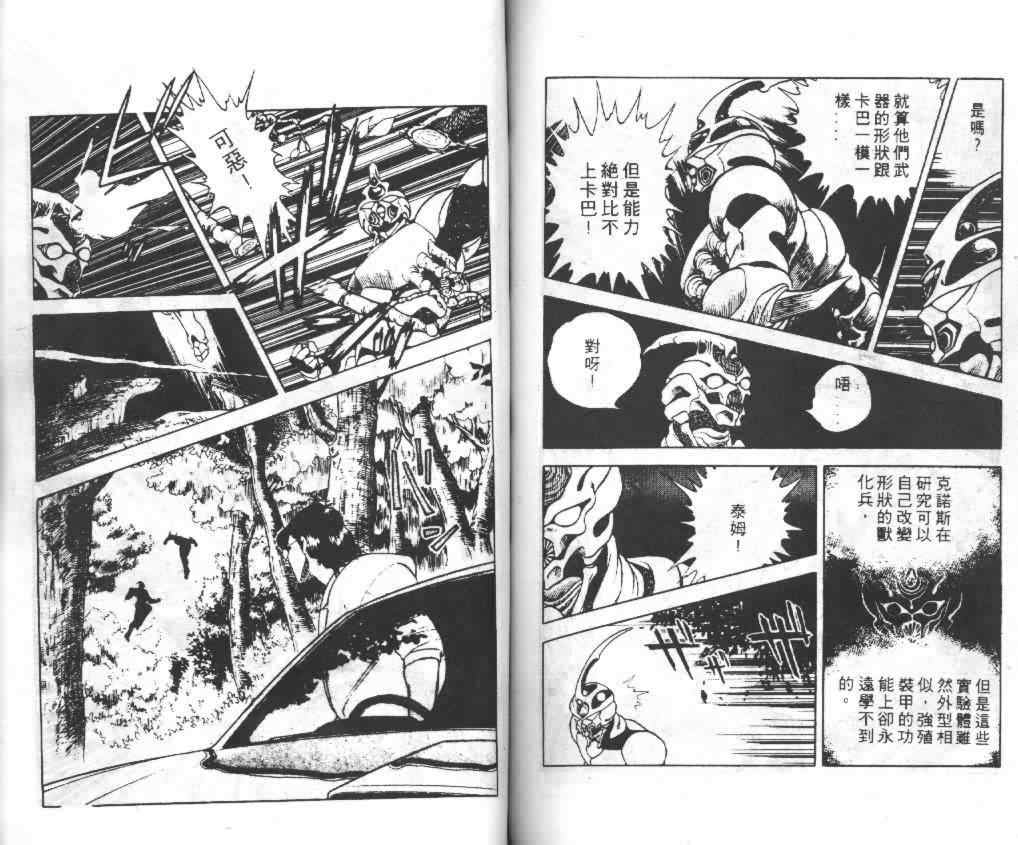 是嗎?
就算他們武
器的形狀跟
卡巴一模一
樣.....
但是能力
絕對比不
上卡巴!
唔....
對呀!
克諾斯在
研究可以
自己改變
形狀的獸
化兵,
但是這些
實驗體雖
然外型相
似,強殖
裝甲的功
能上卻永
遠學不到
的。
泰姆!
可惡!